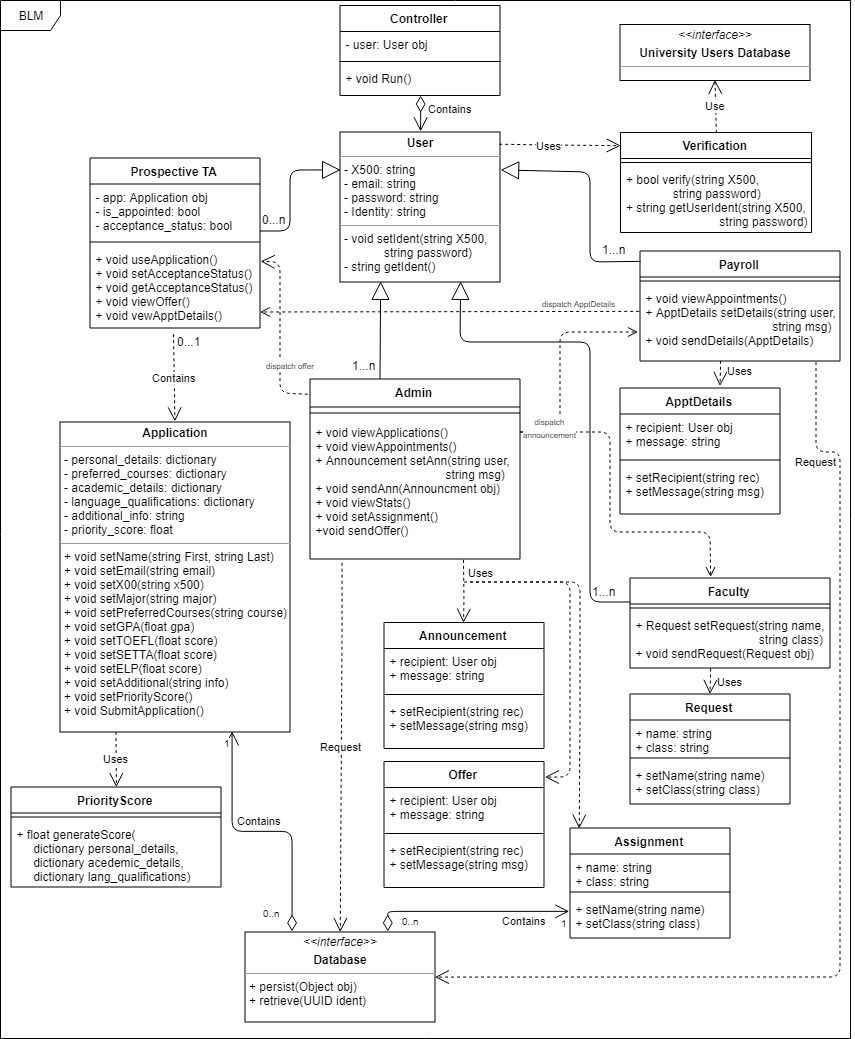 BLM
Controller
- user: User obj
+ void Run()
Contains
<<interface>>
University Users Database
Use
User
- X500: string
- email: string
- password: string
- Identity: string
- void setIdent(string X500,
string password)
- string getIdent()
Uses
Verification
+ bool verify(string X500,
string password)
+ string getUserIdent(string X500,
string password)
Prospective TA
- app: Application obj
- is_appointed: bool
- acceptance_status: bool
+ void useApplication()
+ void setAcceptanceStatus()
+ void getAcceptanceStatus()
+ void viewOffer()
+ void vewApptDetails()
0...n
1...n
Payroll
+ void viewAppointments()
+ ApptDetails setDetails(string user,
string msg)
+ void sendDetails(ApptDetails)
dispatch ApptDetails
0...1
Contains
dispatch offer
1...n
Uses
Admin
+ void viewApplications()
+ void viewAppointments()
+ Announcement setAnn(string user,
string msg)
+ void sendAnn(Announcment obj)
+ void viewStats()
+ void setAssignment()
+void sendOffer()
dispatch
announcement
ApptDetails
+ recipient: User obj
+ message: string
+ setRecipient(string rec)
+ setMessage(string msg)
Request
Application
- personal_details: dictionary
- preferred_courses: dictionary
- academic_details: dictionary
- language_qualifications: dictionary
- additional_info: string
- priority_score: float
+ void setName(string First, string Last)
+ void setEmail(string email)
+ void setX00(string x500)
+ void setMajor(string major)
+ void setPreferredCourses(string course)
+ void setGPA(float gpa)
+ void setTOEFL(float score)
+ void setSETTA(float score)
+ void setELP(float score)
+ void setAdditional(string info)
+ void setPriorityScore()
+ void SubmitApplication()
Uses
1...n
Faculty
+ Request setRequest(string name,
string class)
+ void sendRequest(Request obj)
Uses
Announcement
+ recipient: User obj
+ message: string
+ setRecipient(string rec)
+ setMessage(string msg)
Request
+ name: string
+ class: string
+ setName(string name)
+ setClass(string class)
1
Request
Uses
Offer
+ recipient: User obj
+ message: string
+ setRecipient(string rec)
+ setMessage(string msg)
PriorityScore
+ float generateScore(
dictionary personal_details,
dictionary acedemic_details,
dictionary lang_qualifications)
Contains
Assignment
+ name: string
+ class: string
+ setName(string name)
+ setClass(string class)
0..n
0..n
Contains
1
<<interface>>
Database
+ persist(Object obj)
+ retrieve(UUID ident)